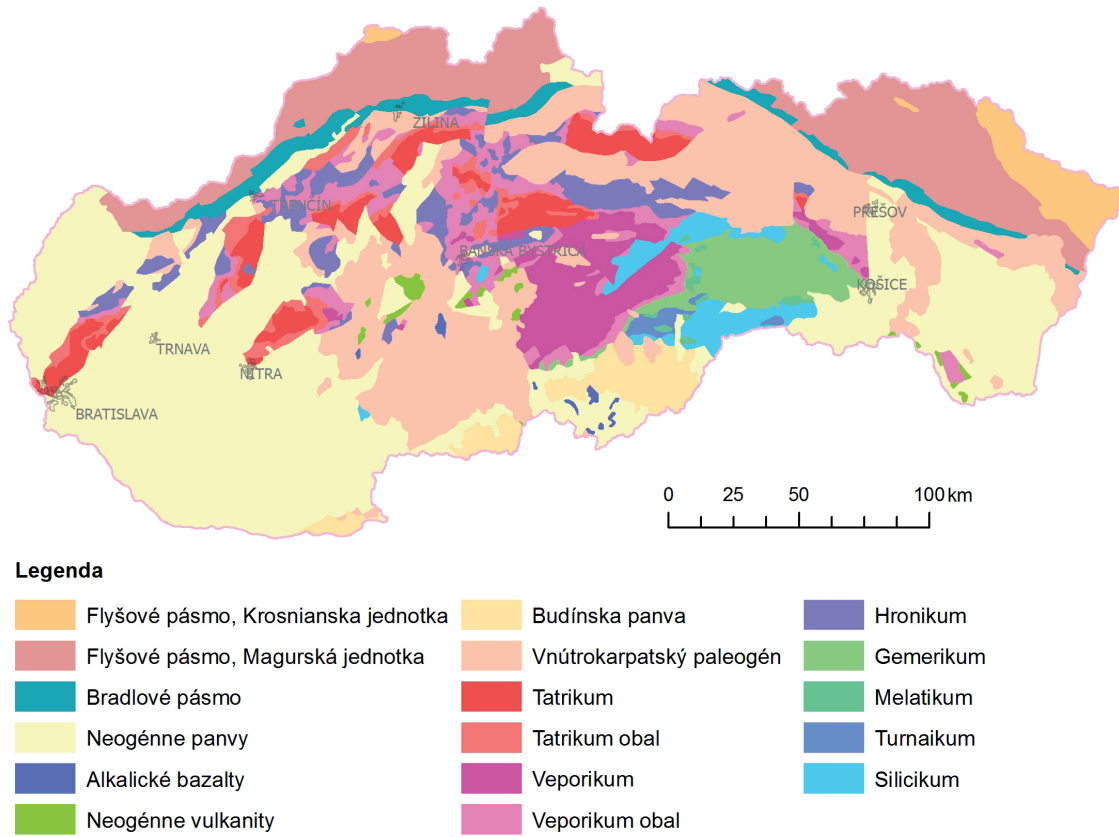 ŽILINA
TRENČÍN
PREŠOV
BANSKÁ BYSTRICA
KOŠICE
TRNAVA
NITRA
BRATISLAVA
0 25 50 100 km
Legenda
Flyšové pásmo, Krosnianska jednotka
Flyšové pásmo, Magurská jednotka
Bradlové pásmo
Neogénne panvy
Alkalické bazalty
Neogénne vulkanity
Budínska panva
Vnútrokarpatský paleogén
Tatrikum
Tatrikum obal
Veporikum
Veporikum obal
Hronikum
Gemerikum
Melatikum
Turnaikum
Silicikum